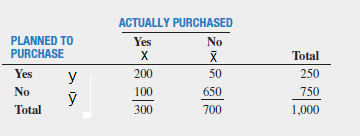 ACTUALLY PURCHASED
PLANNED TO Yes No
PURCHASE X X̄ Total
Yes y 200 50 250
No ȳ 100 650 750
Total 300 700 1,000